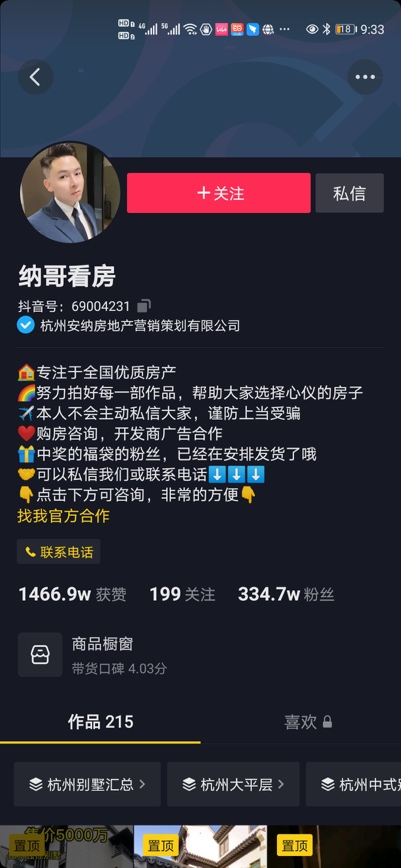 HD 4G 5G 18 9:33
HD
+关注
私信
纳哥看房
抖音号：69004231
杭州安纳房地产营销策划有限公司
🏠专注于全国优质房产
🌈努力拍好每一部作品，帮助大家选择心仪的房子
✈️本人不会主动私信大家，谨防上当受骗
❤️购房咨询，开发商广告合作
🎁中奖的福袋的粉丝，已经在安排发货了哦
🤝可以私信我们或联系电话⬇️⬇️⬇️
👇点击下方可咨询，非常的方便👇
找我官方合作
联系电话
1466.9w 获赞 199 关注 334.7w 粉丝
商品橱窗
带货口碑 4.03分
作品 215
喜欢
杭州别墅汇总
杭州大平层
杭州中式别
售价5000万
置顶
置顶
置顶